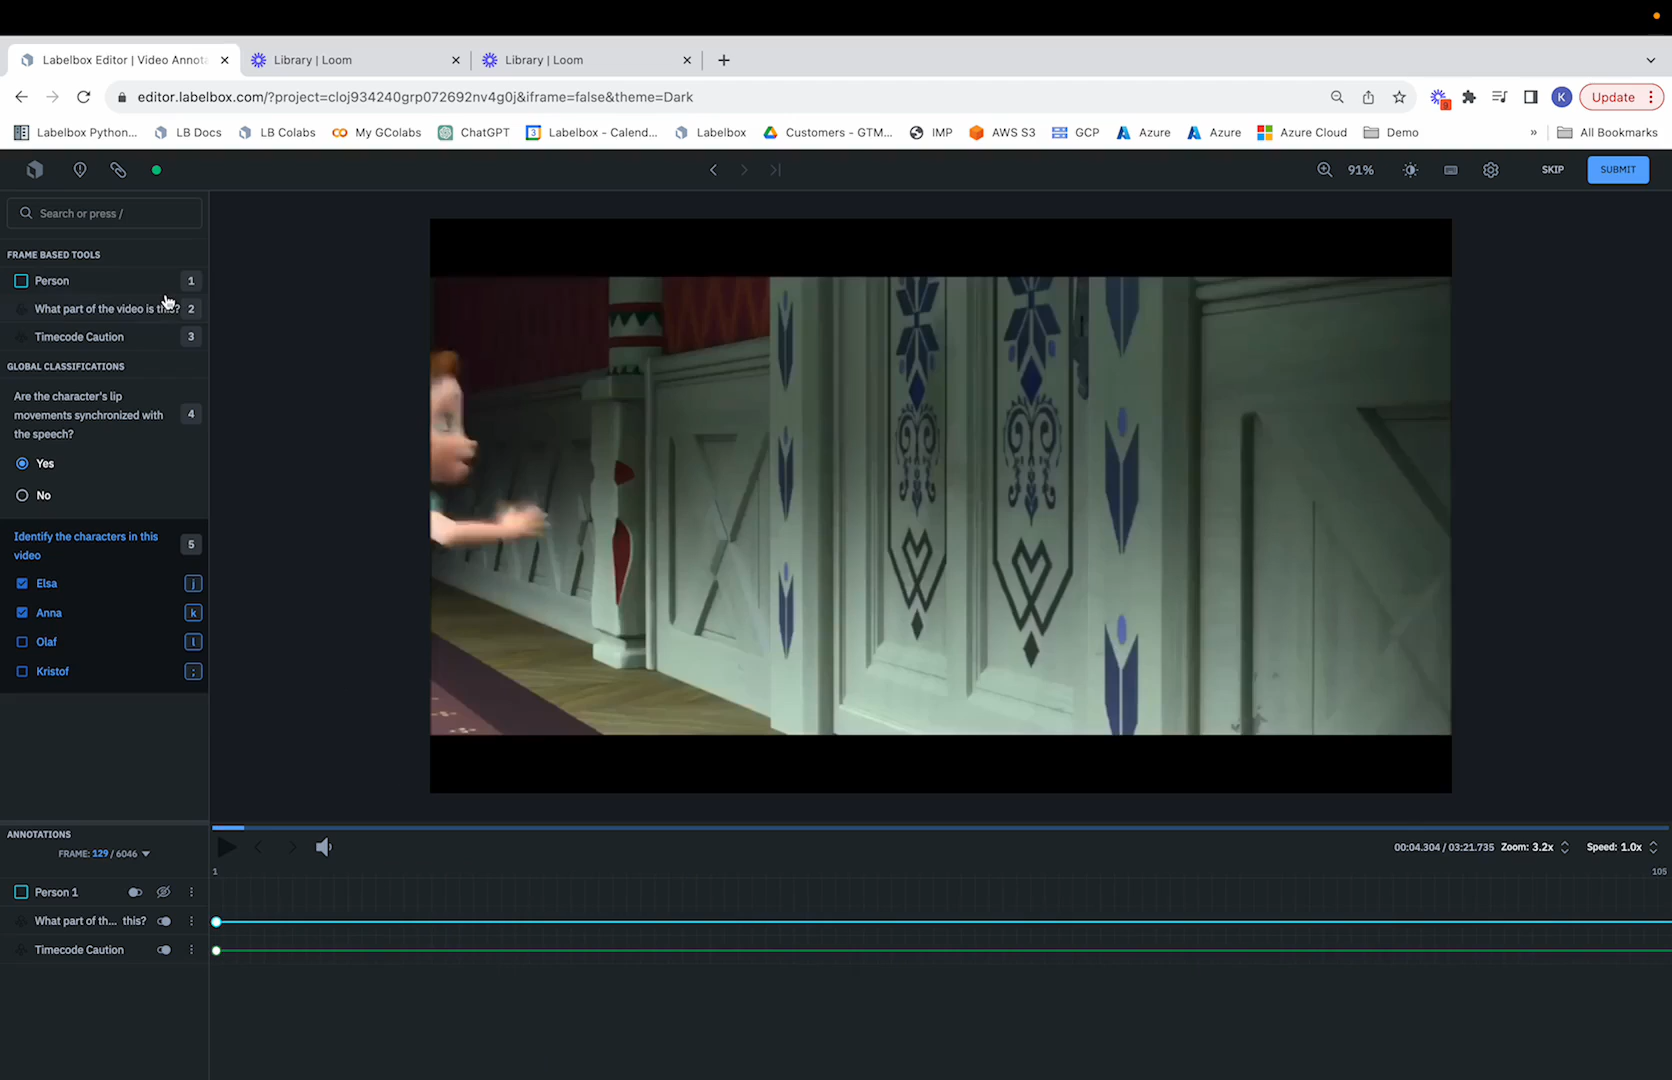 Labelbox Editor | Video Annota
Library | Loom
Library | Loom
editor.labelbox.com/?project=cloj934240grp072692nv4g0j&iframe=false&theme=Dark
9
K
Update
Labelbox Python...
LB Docs
LB Colabs
My GColabs
ChatGPT
3
Labelbox - Calend...
Labelbox
Customers - GTM...
IMP
AWS S3
GCP
Azure
Azure
Azure Cloud
Demo
»
All Bookmarks
91%
SKIP
SUBMIT
Search or press /
FRAME BASED TOOLS
Person 1
What part of the video is this? 2
Timecode Caution 3
GLOBAL CLASSIFICATIONS
Are the character's lip
movements synchronized with
the speech?
4
Yes
No
Identify the characters in this
video
5
Elsa j
Anna k
Olaf l
Kristof ;
ANNOTATIONS
FRAME: 129 / 6046
00:04.304 / 03:21.735 Zoom: 3.2x Speed: 1.0x
1 105
Person 1
What part of th... this?
Timecode Caution